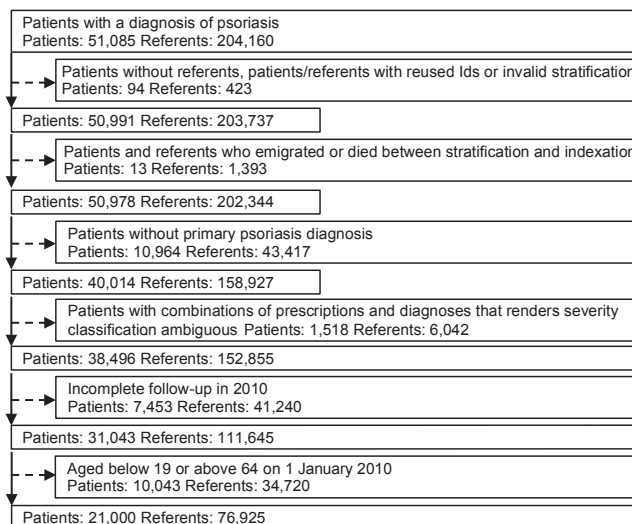 Patients with a diagnosis of psoriasis
Patients: 51,085 Referents: 204,160
Patients without referents, patients/referents with reused Ids or invalid stratification
Patients: 94 Referents: 423
Patients: 50,991 Referents: 203,737
Patients and referents who emigrated or died between stratification and indexation
Patients: 13 Referents: 1,393
Patients: 50,978 Referents: 202,344
Patients without primary psoriasis diagnosis
Patients: 10,964 Referents: 43,417
Patients: 40,014 Referents: 158,927
Patients with combinations of prescriptions and diagnoses that renders severity
classification ambiguous Patients: 1,518 Referents: 6,042
Patients: 38,496 Referents: 152,855
Incomplete follow-up in 2010
Patients: 7,453 Referents: 41,240
Patients: 31,043 Referents: 111,645
Aged below 19 or above 64 on 1 January 2010
Patients: 10,043 Referents: 34,720
Patients: 21,000 Referents: 76,925